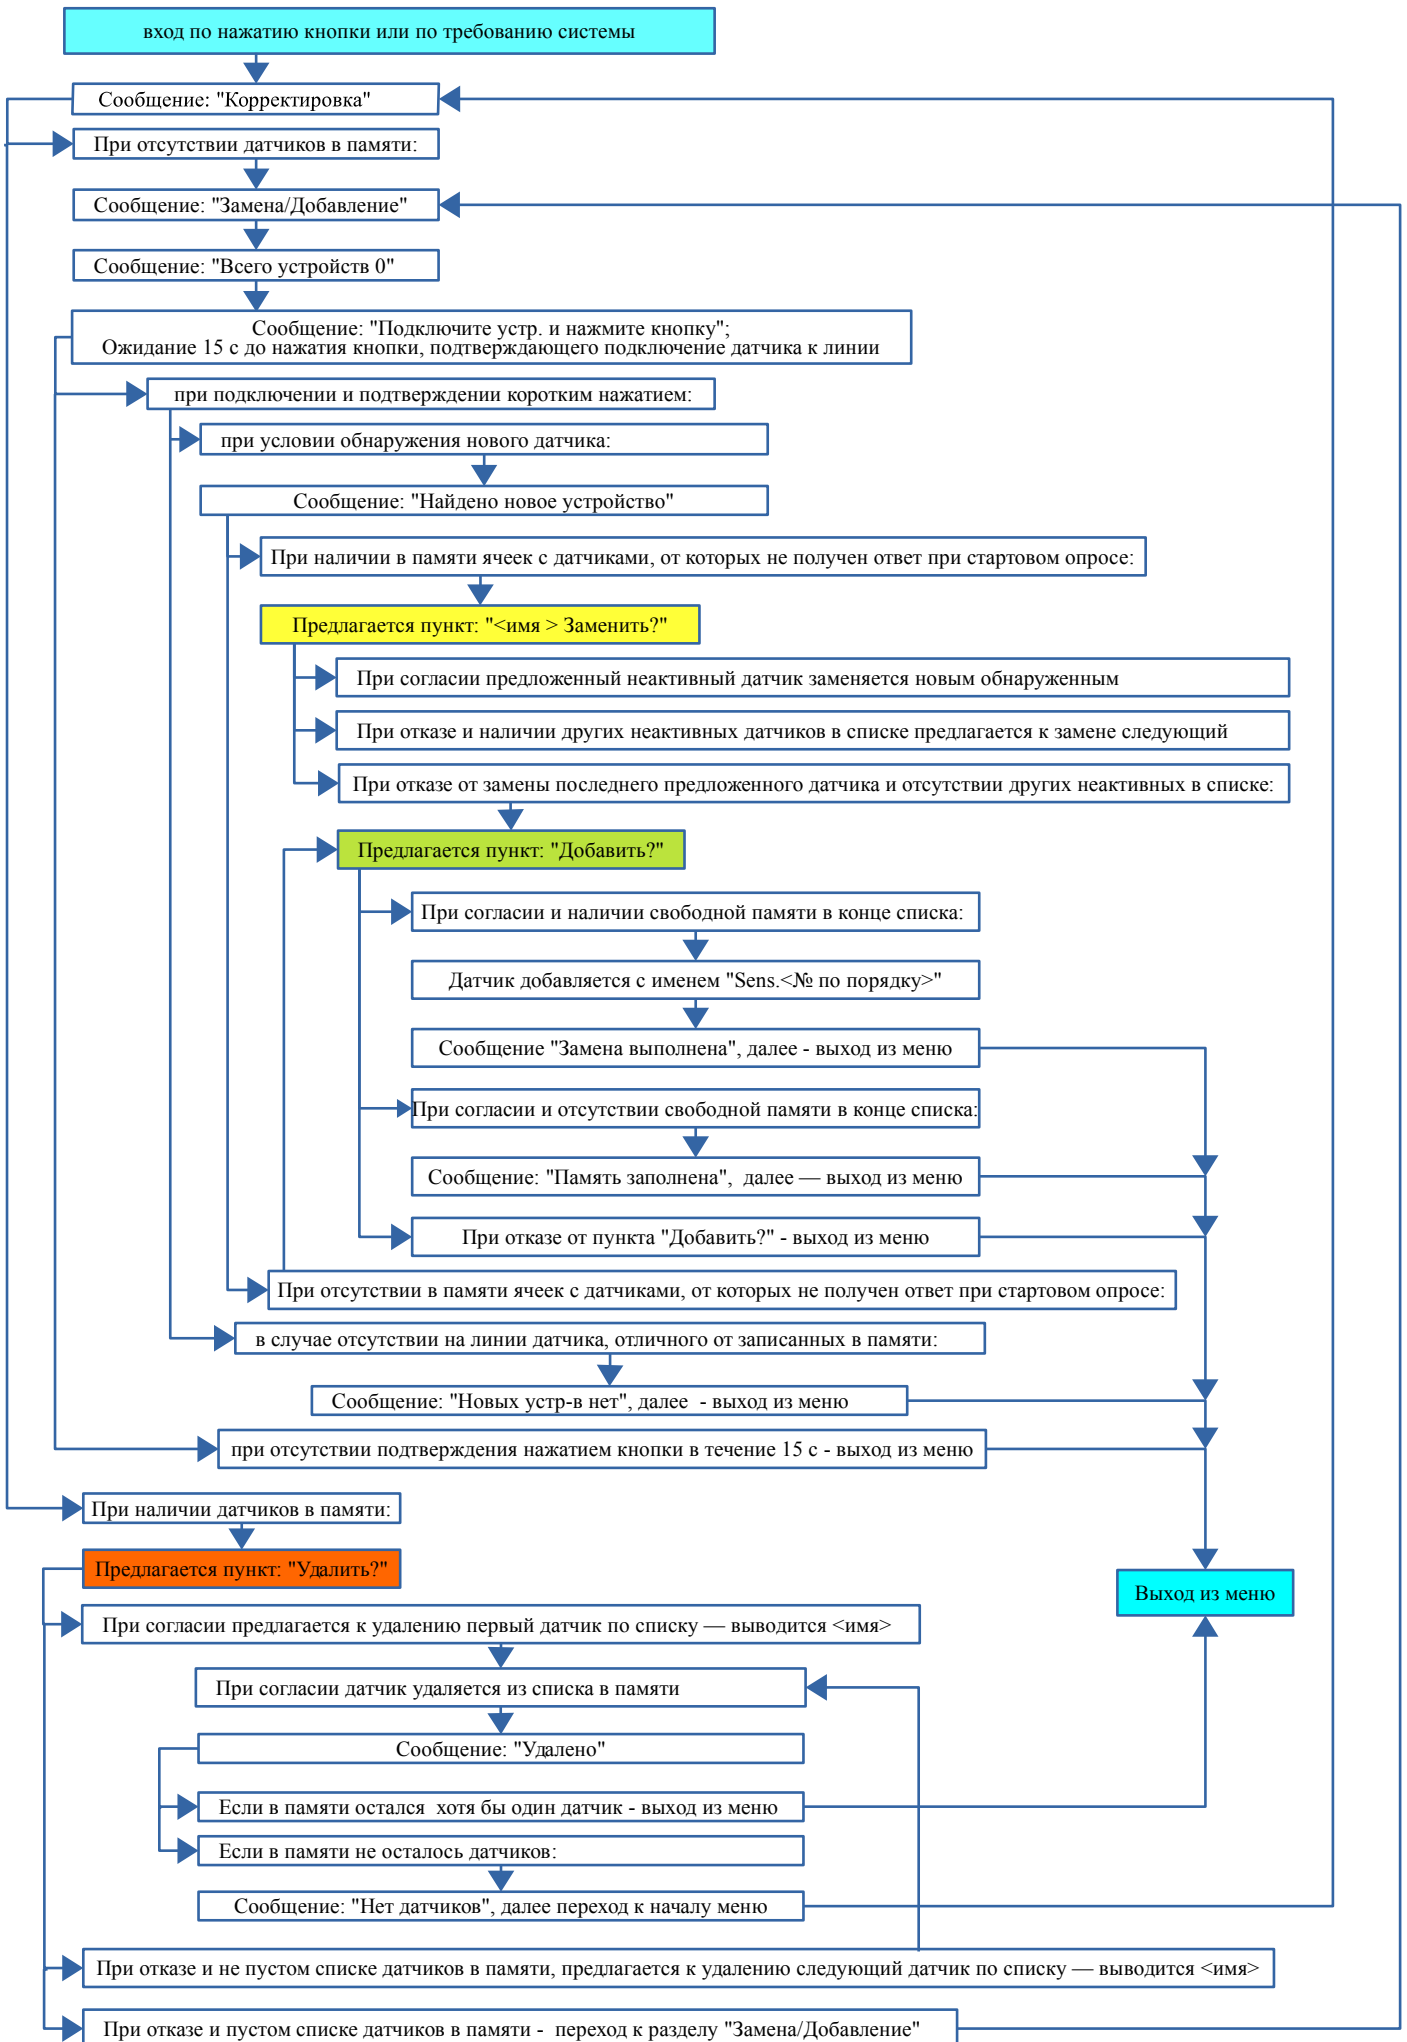 вход по нажатию кнопки или по требованию системы
Сообщение: "Корректировка"
При отсутствии датчиков в памяти:
Сообщение: "Замена/Добавление"
Сообщение: "Всего устройств 0"
Сообщение: "Подключите устр. и нажмите кнопку";
Ожидание 15 с до нажатия кнопки, подтверждающего подключение датчика к линии
при подключении и подтверждении коротким нажатием:
при условии обнаружения нового датчика:
Сообщение: "Найдено новое устройство"
При наличии в памяти ячеек с датчиками, от которых не получен ответ при стартовом опросе:
Предлагается пункт: "<имя > Заменить?"
При согласии предложенный неактивный датчик заменяется новым обнаруженным
При отказе и наличии других неактивных датчиков в списке предлагается к замене следующий
При отказе от замены последнего предложенного датчика и отсутствии других неактивных в списке:
Предлагается пункт: "Добавить?"
При согласии и наличии свободной памяти в конце списка:
Датчик добавляется с именем "Sens.<№ по порядку>"
Сообщение "Замена выполнена", далее - выход из меню
При согласии и отсутствии свободной памяти в конце списка:
Сообщение: "Память заполнена", далее — выход из меню
При отказе от пункта "Добавить?" - выход из меню
При отсутствии в памяти ячеек с датчиками, от которых не получен ответ при стартовом опросе:
в случае отсутствии на линии датчика, отличного от записанных в памяти:
Сообщение: "Новых устр-в нет", далее - выход из меню
при отсутствии подтверждения нажатием кнопки в течение 15 с - выход из меню
При наличии датчиков в памяти:
Предлагается пункт: "Удалить?"
Выход из меню
При согласии предлагается к удалению первый датчик по списку — выводится <имя>
При согласии датчик удаляется из списка в памяти
Сообщение: "Удалено"
Если в памяти остался хотя бы один датчик - выход из меню
Если в памяти не осталось датчиков:
Сообщение: "Нет датчиков", далее переход к началу меню
При отказе и не пустом списке датчиков в памяти, предлагается к удалению следующий датчик по списку — выводится <имя>
При отказе и пустом списке датчиков в памяти - переход к разделу "Замена/Добавление"